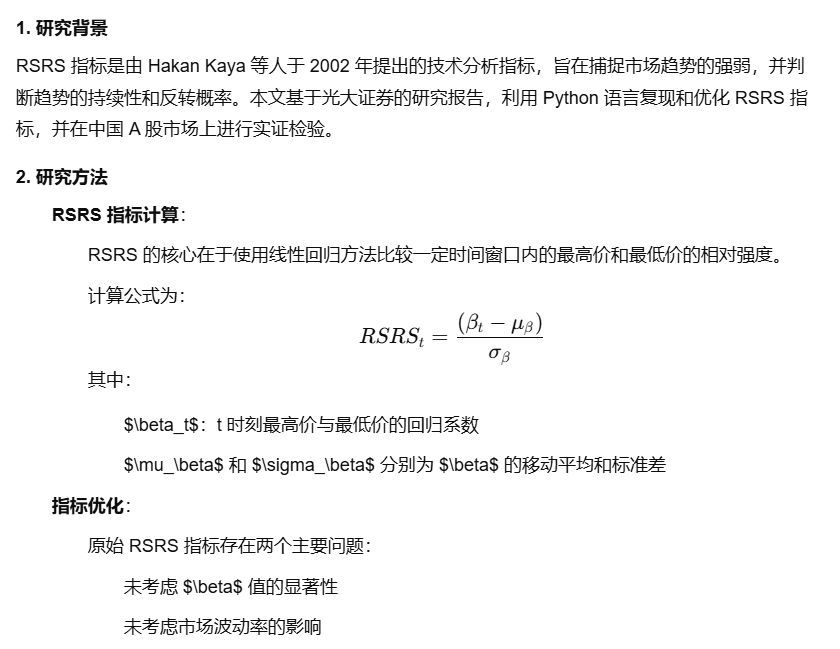 1. 研究背景
RSRS 指标是由 Hakan Kaya 等人于 2002 年提出的技术分析指标，旨在捕捉市场趋势的强弱，并判
断趋势的持续性和反转概率。本文基于光大证券的研究报告，利用 Python 语言复现和优化 RSRS 指
标，并在中国 A 股市场上进行实证检验。
2. 研究方法
RSRS 指标计算：
RSRS 的核心在于使用线性回归方法比较一定时间窗口内的最高价和最低价的相对强度。
计算公式为：
$RSRS_t = \frac{(\beta_t - \mu_\beta)}{\sigma_\beta}$
其中：
$\beta_t$：t 时刻最高价与最低价的回归系数
$\mu_\beta$ 和 $\sigma_\beta$ 分别为 $\beta$ 的移动平均和标准差
指标优化：
原始 RSRS 指标存在两个主要问题：
未考虑 $\beta$ 值的显著性
未考虑市场波动率的影响